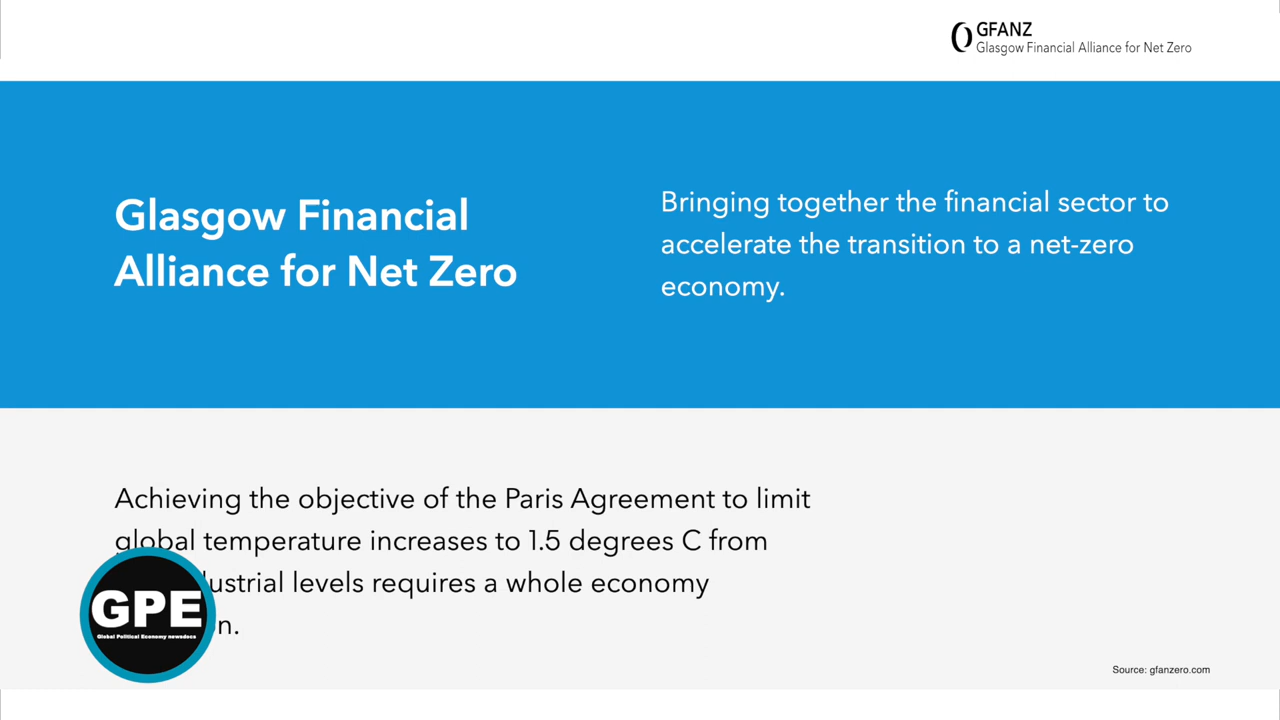 GFANZ
Glasgow Financial Alliance for Net Zero
Glasgow Financial
Alliance for Net Zero
Bringing together the financial sector to
accelerate the transition to a net-zero
economy.
Achieving the objective of the Paris Agreement to limit
global temperature increases to 1.5 degrees C from
levels requires a whole economy
GPE
Global Political Economy newsdocs
Source: gfanzero.com